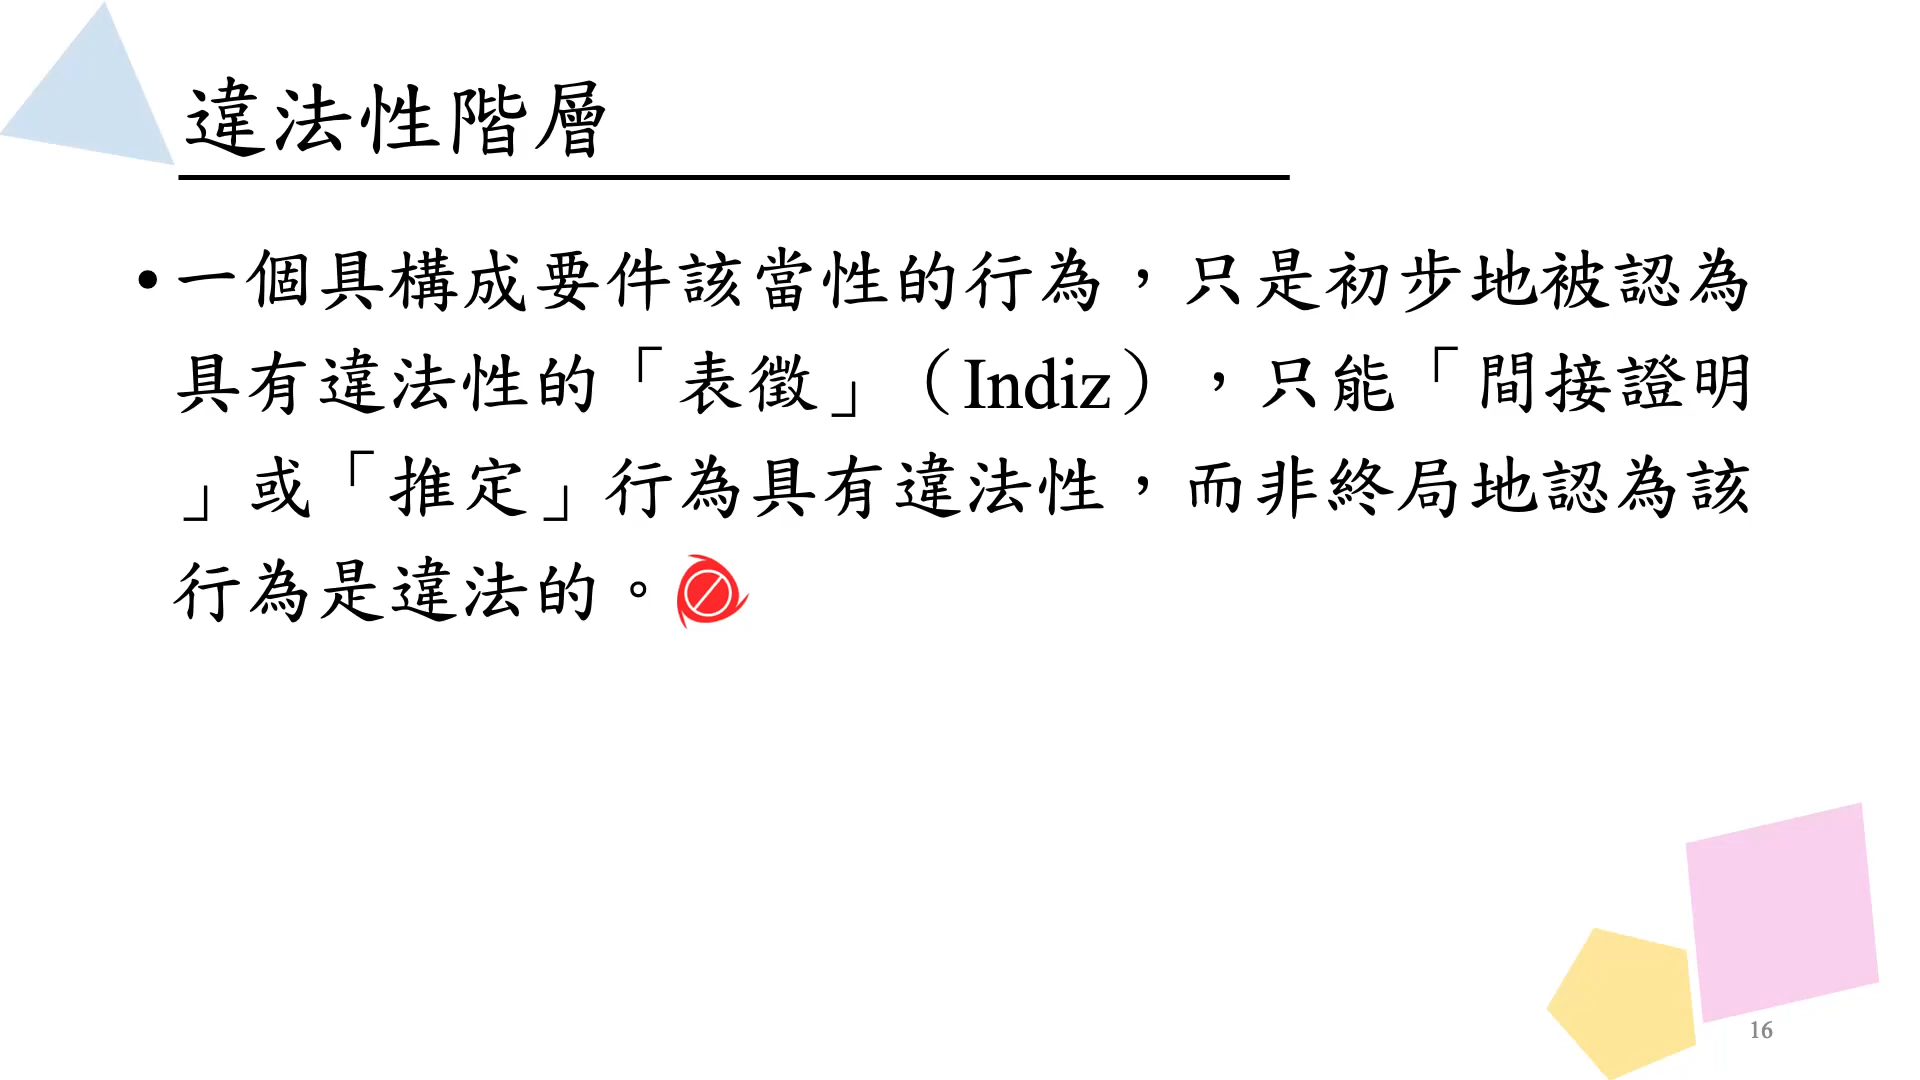 違法性階層
•一個具構成要件該當性的行為，只是初步地被認為
具有違法性的「表徵」（Indiz），只能「間接證明
」或「推定」行為具有違法性，而非終局地認為該
行為是違法的。
16